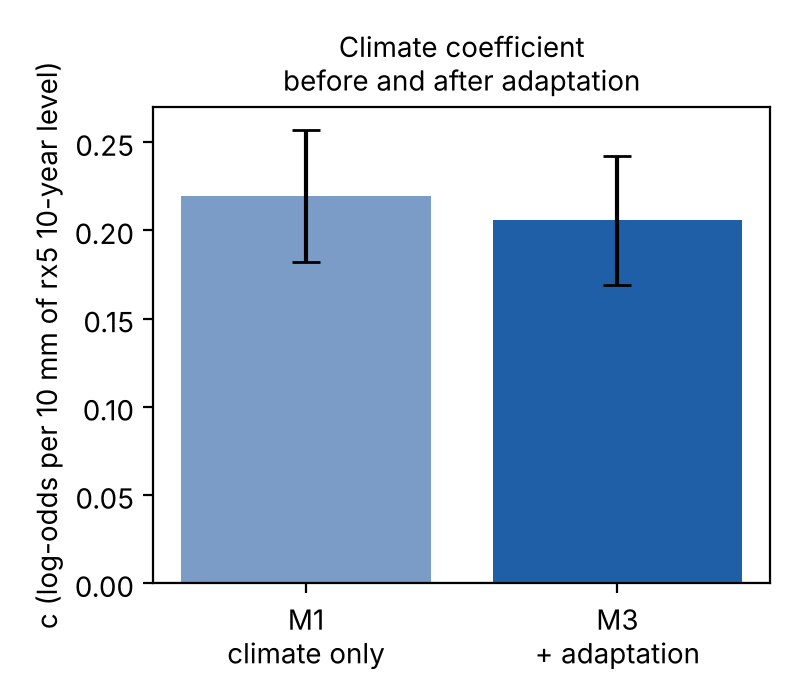 Climate coefficient
before and after adaptation
c (log-odds per 10 mm of rx5 10-year level)
0.25
0.20
0.15
0.10
0.05
0.00
M1
climate only
M3
+ adaptation